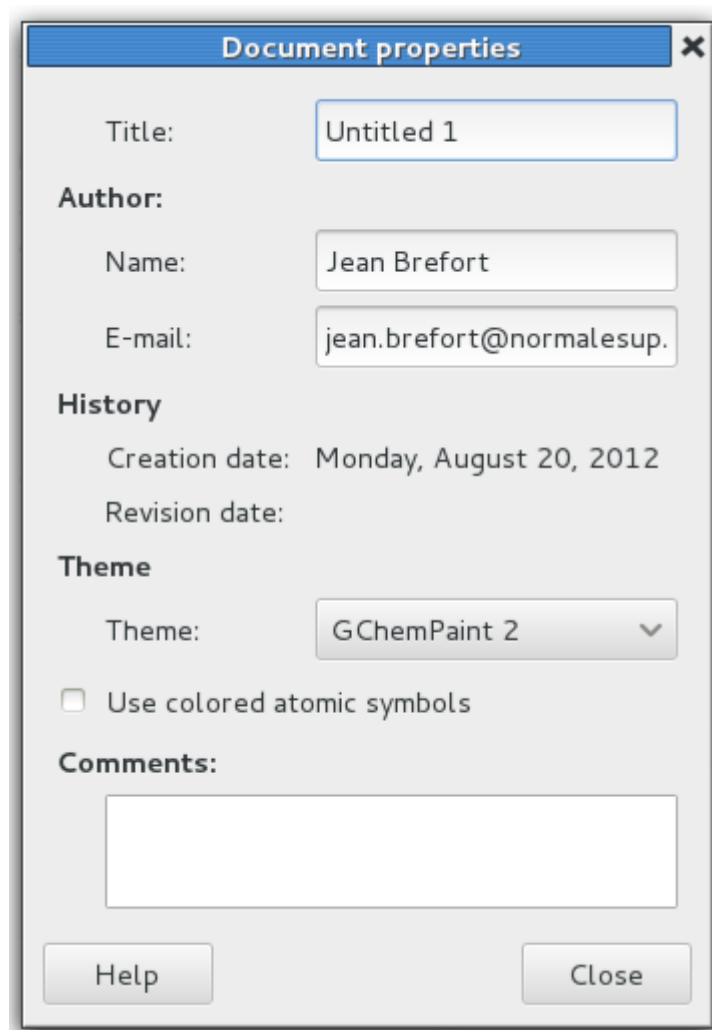 Document properties
Title: Untitled 1
Author:
Name: Jean Brefort
E-mail: jean.brefort@normalesup.
History
Creation date: Monday, August 20, 2012
Revision date:
Theme
Theme: GChemPaint 2
Use colored atomic symbols
Comments:
Help Close